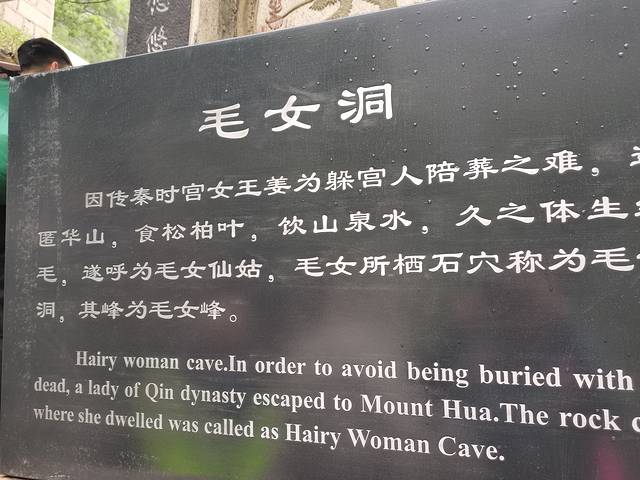 悠
悠
毛女洞
因传秦时宫女王姜为躲宫人陪葬之难，
匿华山，食松柏叶，饮山泉水，久之体生
毛，遂呼为毛女仙姑，毛女所栖石穴称为毛
洞，其峰为毛女峰。
Hairy woman cave.In order to avoid being buried with
dead, a lady of Qin dynasty escaped to Mount Hua.The rock
where she dwelled was called as Hairy Woman Cave.